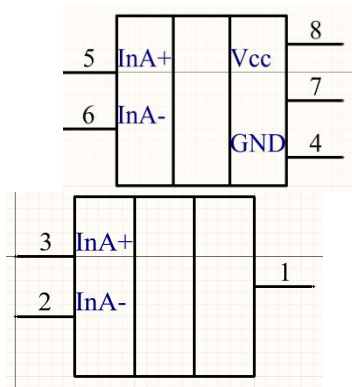 8
5 InA+ Vcc
7
6 InA-
GND 4
3 InA+
1
2 InA-